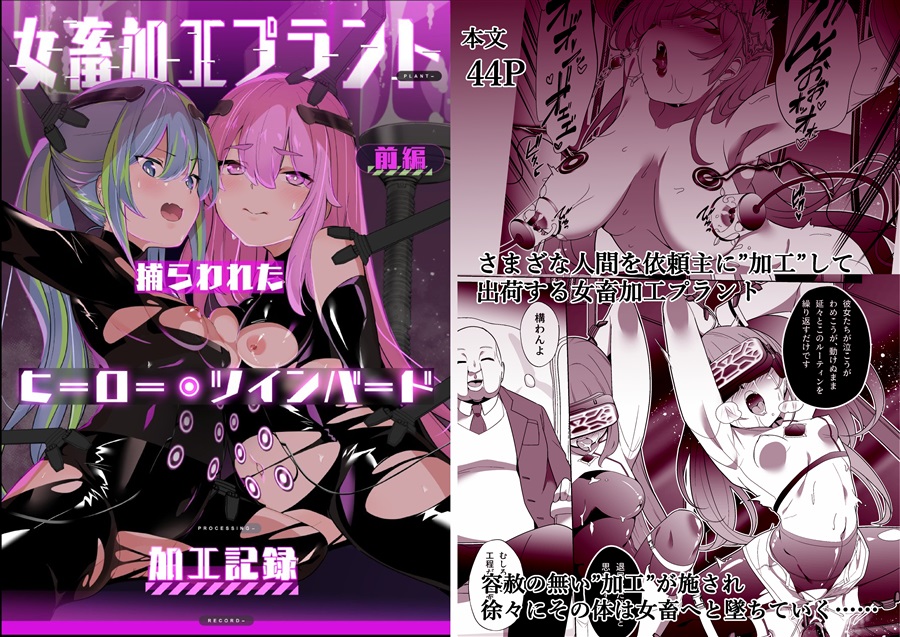 女畜加工プラント
PLANT-
前編
捕らわれた
ヒーロー・ツインバード
PROCESSING-
加工記録
RECORD-
本文
44P
さまざな人間を依頼主に”加工”して
出荷する女畜加工プラント
彼女たちが泣こうが
わめこうが、動けぬまま
延々とこのルーティンを
繰り返すだけです
構わんよ
容赦の無い”加工”が施され
徐々にその体は女畜へと墜ちていく……